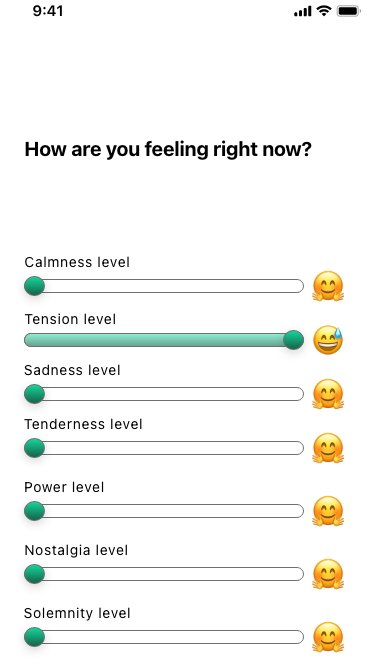 9:41
How are you feeling right now?
Calmness level
Tension level
Sadness level
Tenderness level
Power level
Nostalgia level
Solemnity level